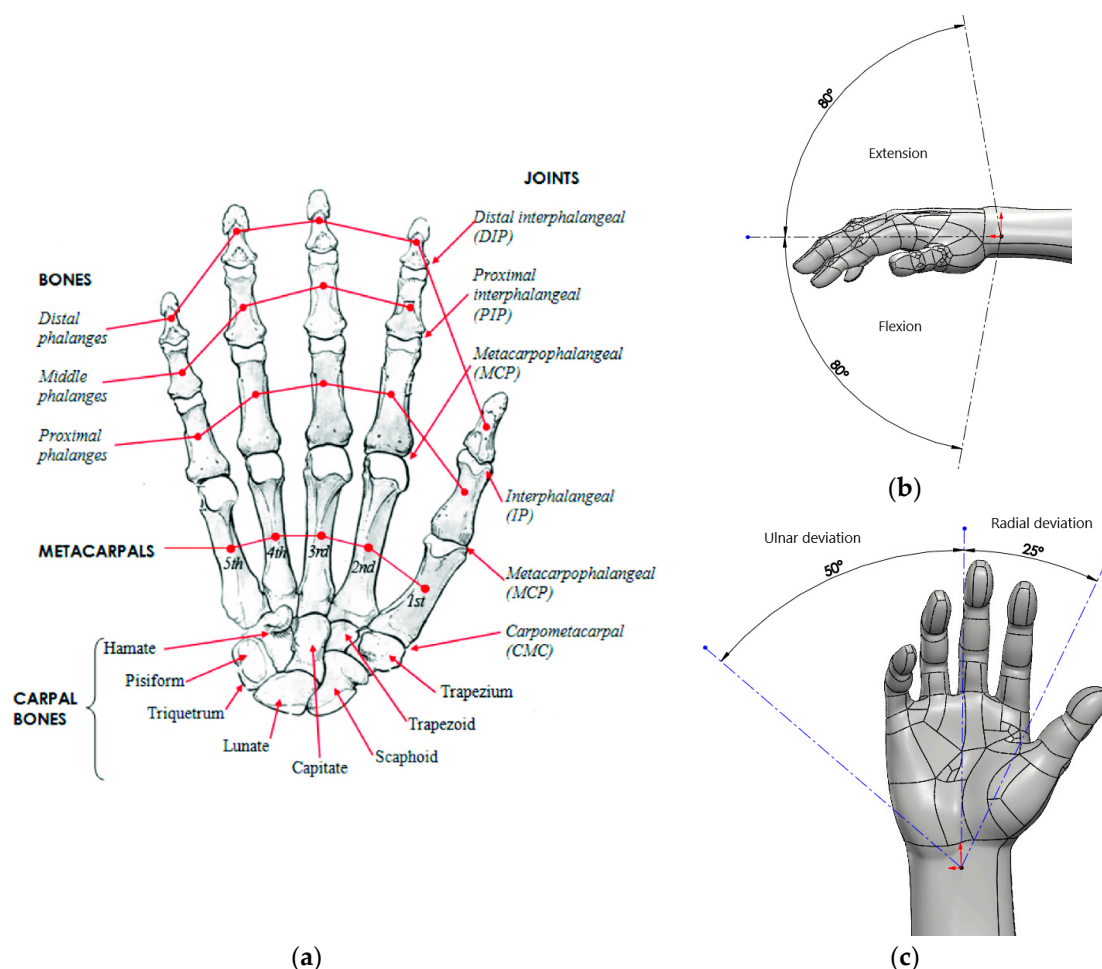 JOINTS
Distal interphalangeal
(DIP)
Proximal
interphalangeal
(PIP)
Metacarpophalangeal
(MCP)
Interphalangeal
(IP)
Metacarpophalangeal
(MCP)
Carpometacarpal
(CMC)
BONES
Distal
phalanges
Middle
phalanges
Proximal
phalanges
METACARPALS
5th
4th
3rd
2nd
1st
CARPAL
BONES
Hamate
Pisiform
Triquetrum
Lunate
Capitate
Scaphoid
Trapezoid
Trapezium
(a)
80°
Extension
Flexion
80°
(b)
Ulnar deviation
Radial deviation
50°
25°
(c)